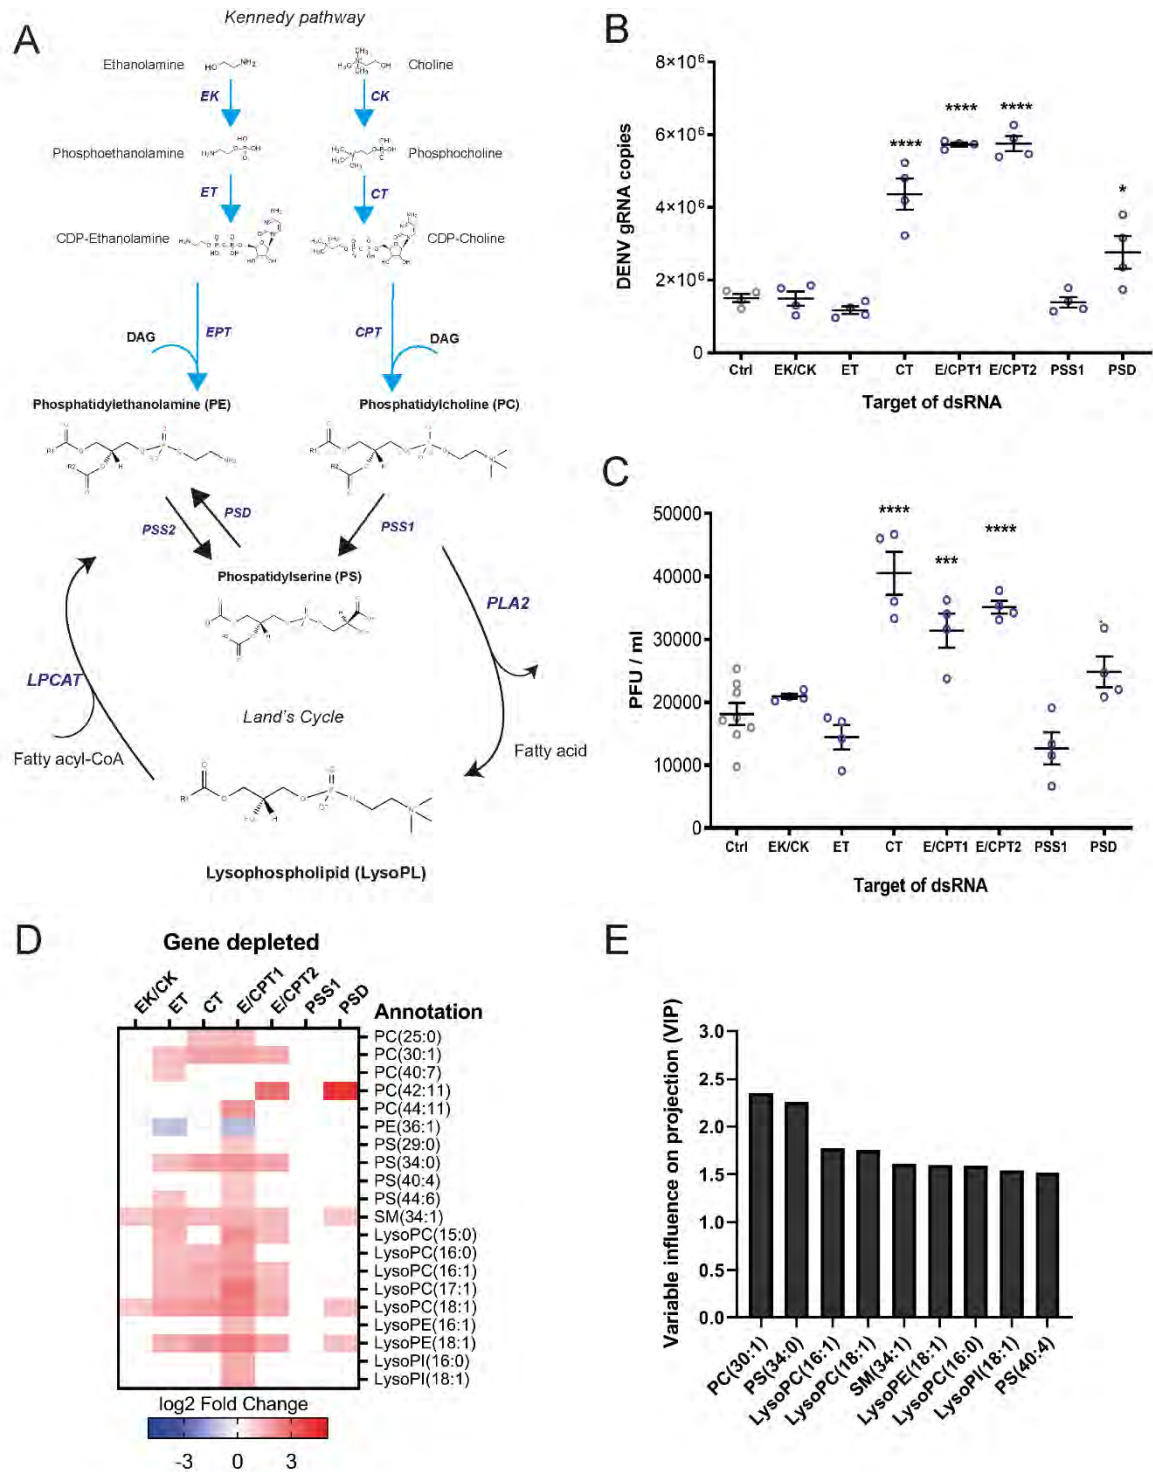 A
Kennedy pathway
Ethanolamine
Choline
EK
CK
Phosphoethanolamine
Phosphocholine
ET
CT
CDP-Ethanolamine
CDP-Choline
DAG
EPT
CPT
DAG
Phosphatidylethanolamine (PE)
Phosphatidylcholine (PC)
PSS2
PSD
PSS1
Phospatidylserine (PS)
PLA2
LPCAT
Land's Cycle
Fatty acyl-CoA
Fatty acid
Lysophospholipid (LysoPL)
B
DENV gRNA copies
8×10⁶
6×10⁶
4×10⁶
2×10⁶
0
**** **** **** *
Ctrl EK/CK ET CT E/CPT1 E/CPT2 PSS1 PSD
Target of dsRNA
C
PFU / ml
50000
40000
30000
20000
10000
0
**** *** ****
Ctrl EK/CK ET CT E/CPT1 E/CPT2 PSS1 PSD
Target of dsRNA
D
Gene depleted
EK/CK ET CT E/CPT1 E/CPT2 PSS1 PSD
Annotation
PC(25:0)
PC(30:1)
PC(40:7)
PC(42:11)
PC(44:11)
PE(36:1)
PS(29:0)
PS(34:0)
PS(40:4)
PS(44:6)
SM(34:1)
LysoPC(15:0)
LysoPC(16:0)
LysoPC(16:1)
LysoPC(17:1)
LysoPC(18:1)
LysoPE(16:1)
LysoPE(18:1)
LysoPI(16:0)
LysoPI(18:1)
log2 Fold Change
-3 0 3
E
Variable influence on projection (VIP)
3.0
2.5
2.0
1.5
1.0
0.5
0.0
PC(30:1)
PS(34:0)
LysoPC(16:1)
LysoPC(18:1)
SM(34:1)
LysoPE(18:1)
LysoPC(16:0)
LysoPI(18:1)
PS(40:4)